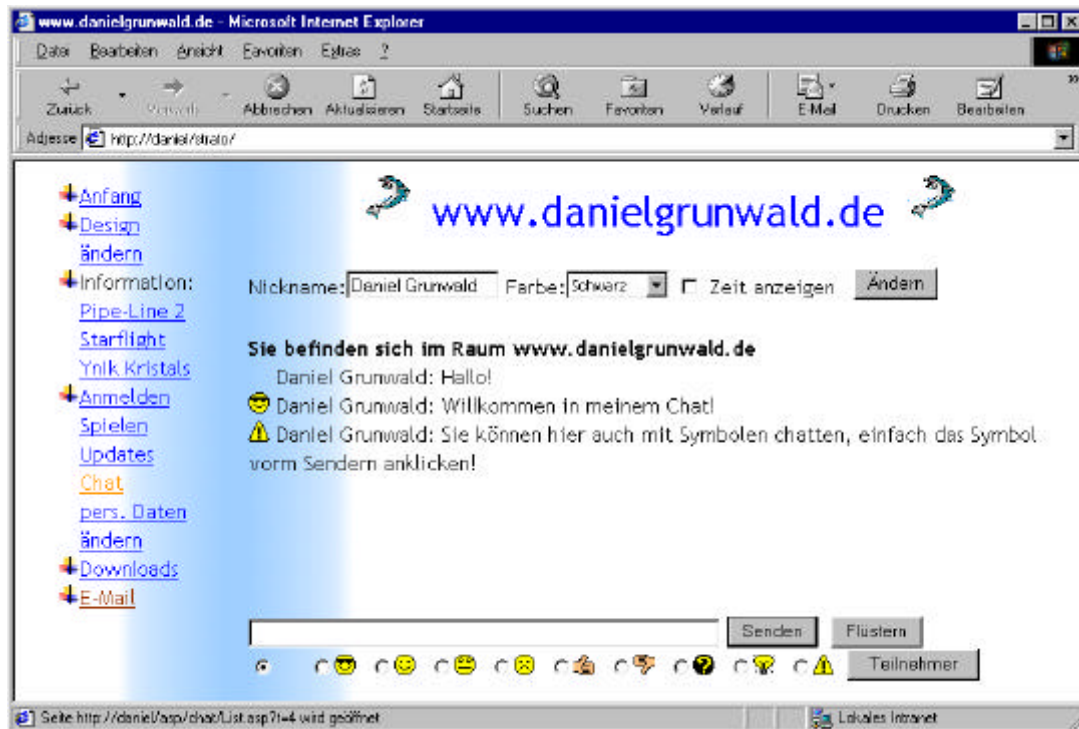 www.danielgrunwald.de - Microsoft Internet Explorer
Datei Bearbeiten Ansicht Favoriten Extras ?
Zurück Vorwärts Abbrechen Aktualisieren Startseite Suchen Favoriten Verlauf E-Mail Drucken Bearbeiten »
Adresse http://daniel/strato/
www.danielgrunwald.de
Anfang
Design
ändern
Information:
Pipe-Line 2
Starflight
Ynik Kristals
Anmelden
Spielen
Updates
Chat
pers. Daten
ändern
Downloads
E-Mail
Nickname: Daniel Grunwald Farbe: Schwarz Zeit anzeigen Ändern
Sie befinden sich im Raum www.danielgrunwald.de
Daniel Grunwald: Hallo!
Daniel Grunwald: Willkommen in meinem Chat!
Daniel Grunwald: Sie können hier auch mit Symbolen chatten, einfach das Symbol
vorm Sendern anklicken!
Senden Flüstern
Teilnehmer
Seite http://daniel/asp/chat/List.asp?t=4 wird geöffnet Lokales Intranet